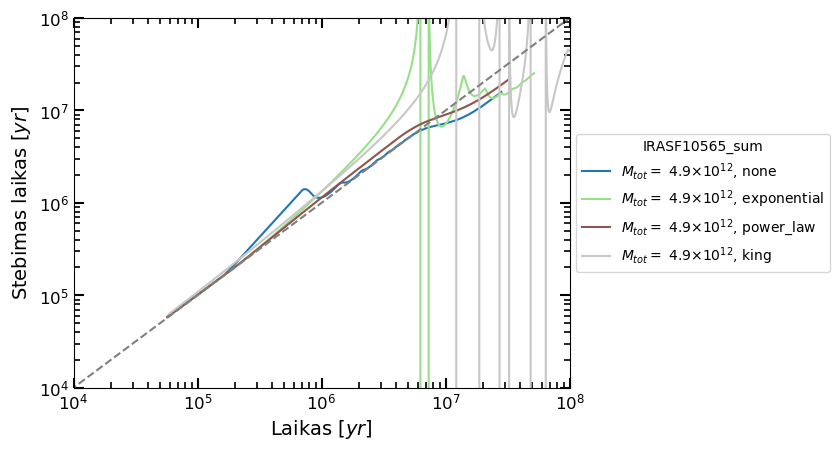 10^8
10^7
10^6
10^5
10^4
Stebimas laikas [yr]
10^4 10^5 10^6 10^7 10^8
Laikas [yr]
IRASF10565_sum
M_tot = 4.9×10^12, none
M_tot = 4.9×10^12, exponential
M_tot = 4.9×10^12, power_law
M_tot = 4.9×10^12, king